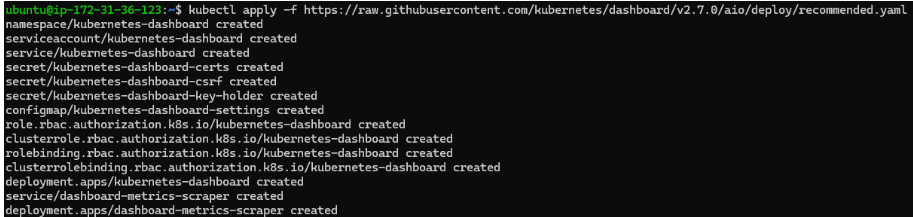 ubuntu@ip-172-31-36-123:~$ kubectl apply -f https://raw.githubusercontent.com/kubernetes/dashboard/v2.7.0/aio/deploy/recommended.yaml
namespace/kubernetes-dashboard created
serviceaccount/kubernetes-dashboard created
service/kubernetes-dashboard created
secret/kubernetes-dashboard-certs created
secret/kubernetes-dashboard-csrf created
secret/kubernetes-dashboard-key-holder created
configmap/kubernetes-dashboard-settings created
role.rbac.authorization.k8s.io/kubernetes-dashboard created
clusterrole.rbac.authorization.k8s.io/kubernetes-dashboard created
rolebinding.rbac.authorization.k8s.io/kubernetes-dashboard created
clusterrolebinding.rbac.authorization.k8s.io/kubernetes-dashboard created
deployment.apps/kubernetes-dashboard created
service/dashboard-metrics-scraper created
deployment.apps/dashboard-metrics-scraper created